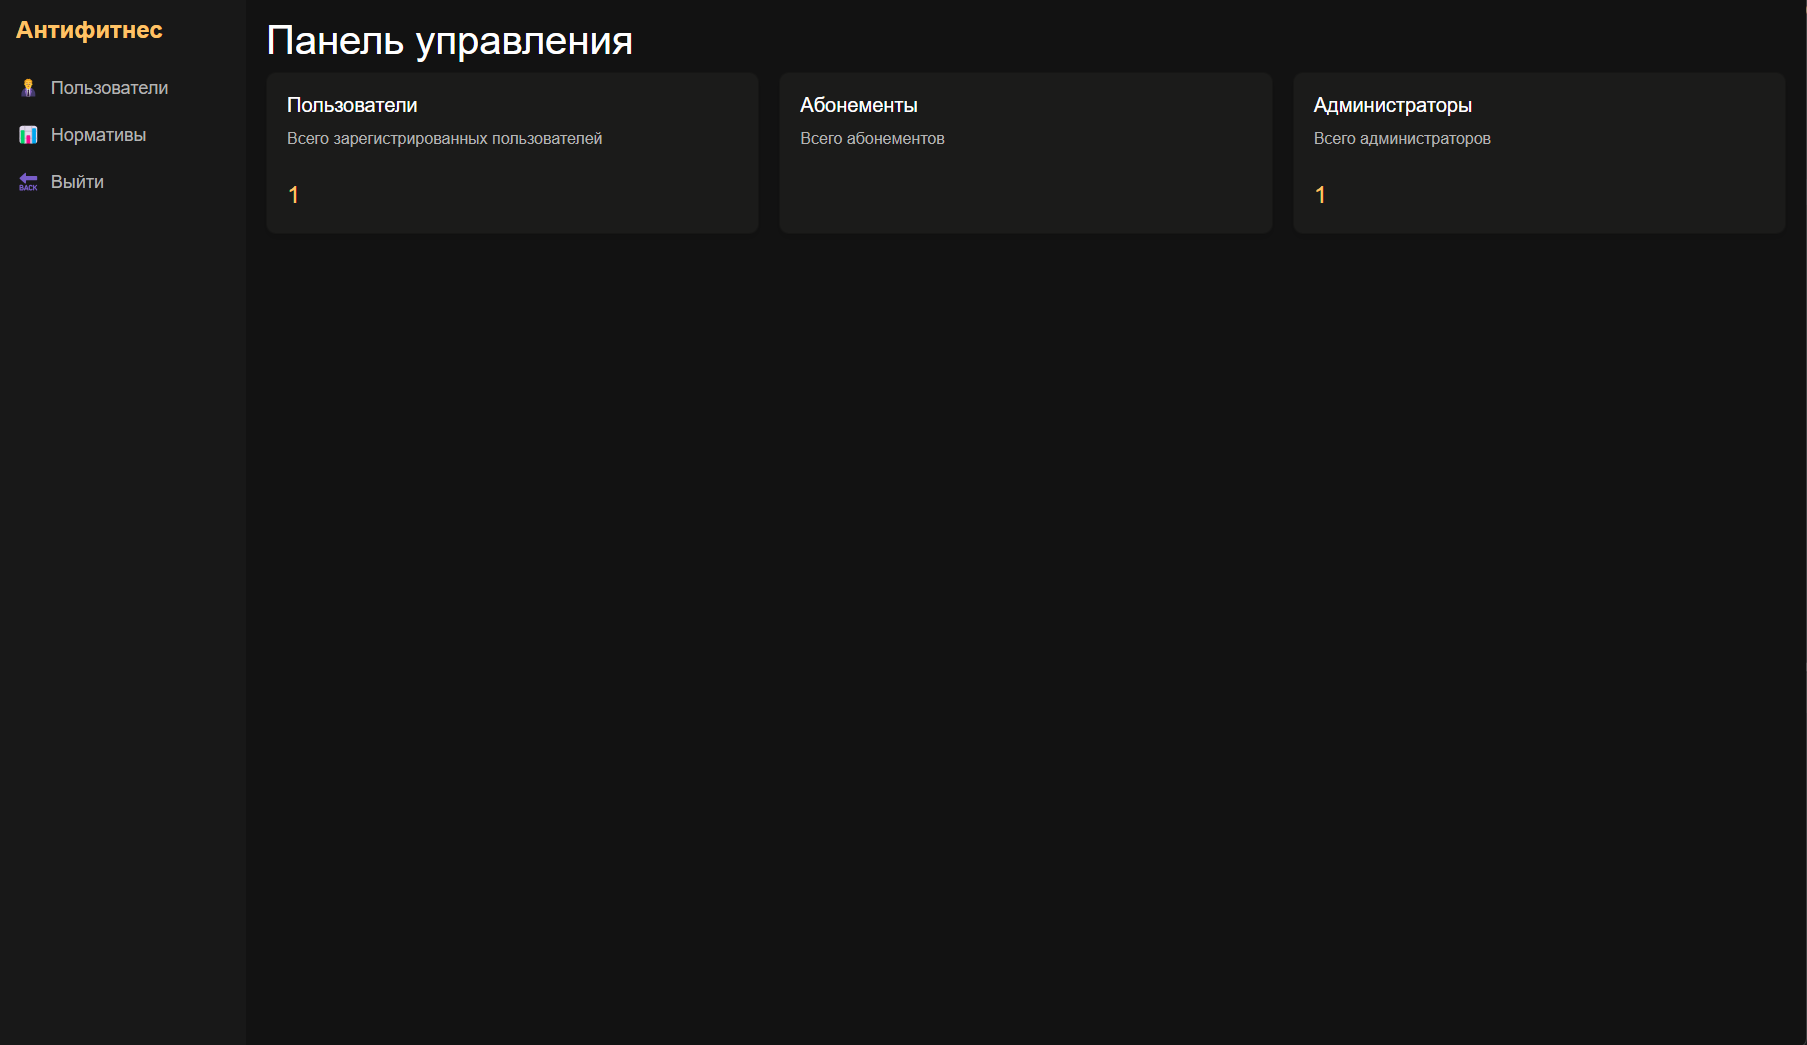 Антифитнес
Пользователи
Нормативы
BACK
Выйти
Панель управления
Пользователи
Всего зарегистрированных пользователей
1
Абонементы
Всего абонементов
Администраторы
Всего администраторов
1